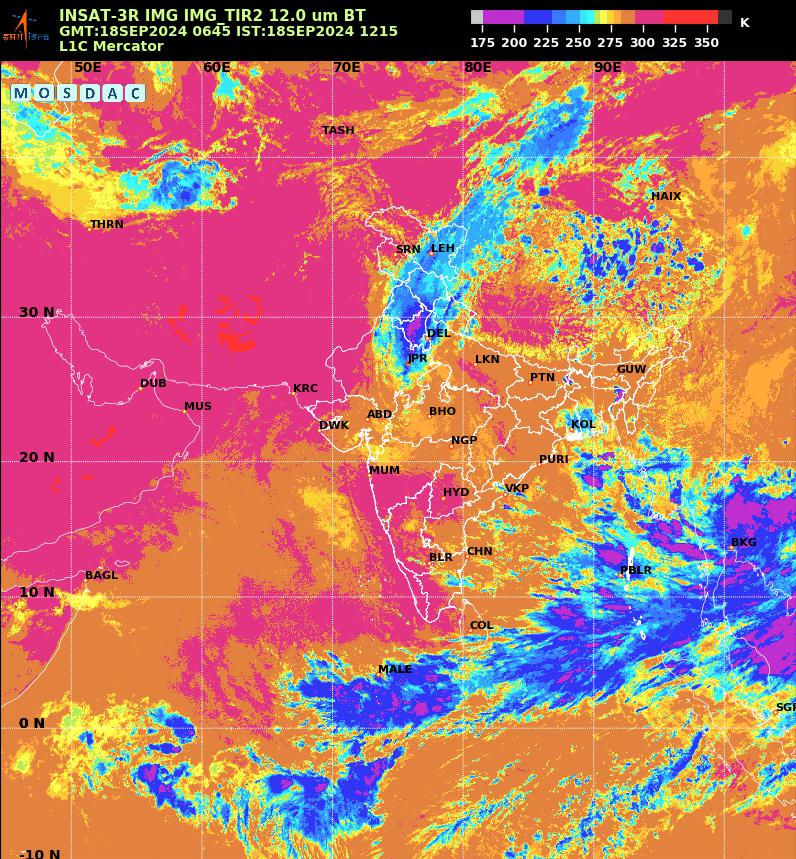 INSAT-3R IMG IMG_TIR2 12.0 um BT
GMT:18SEP2024 0645 IST:18SEP2024 1215
L1C Mercator
K
175 200 225 250 275 300 325 350
50E 60E 70E 80E 90E
MOSDAC
TASH
HAIX
THRN
SRN LEH
30 N
DEL
JPR LKN
GUW
PTN
DUB
KRC
MUS
ABD BHO
DWK KOL
NGP
20 N
PURI
MUM
HYD VKP
BKG
CHN
BLR
PBLR
BAGL
10 N
COL
MALE
SGP
0 N
-10 N